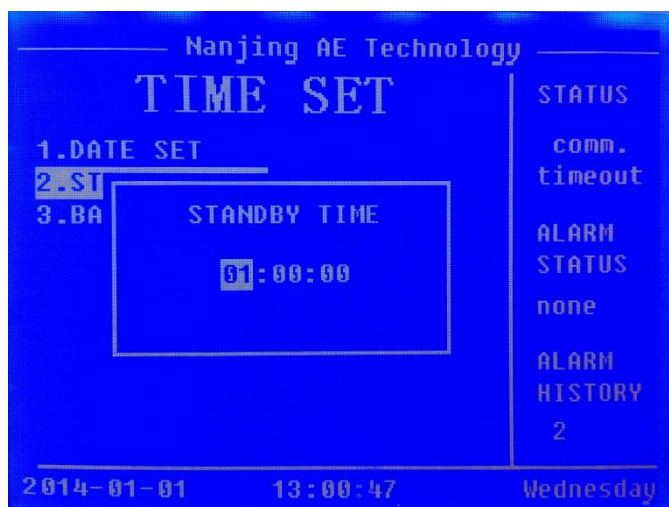 Nanjing AE Technology
TIME SET
1.DATE SET
2.ST
3.BA
STANDBY TIME
01:00:00
STATUS
comm.
timeout
ALARM
STATUS
none
ALARM
HISTORY
2
2014-01-01 13:00:47 Wednesday